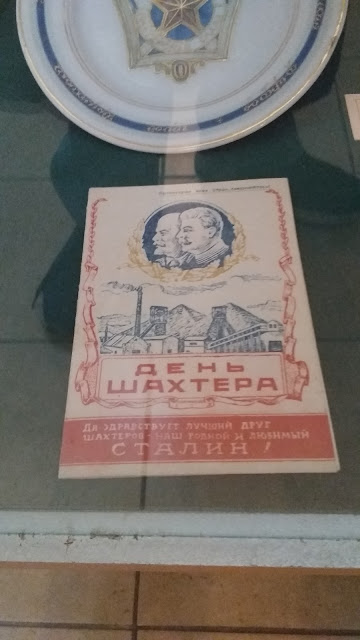 ДЕНЬ
ШАХТЕРА
Да здравствует лучший друг
шахтеров - наш родной и любимый
СТАЛИН!